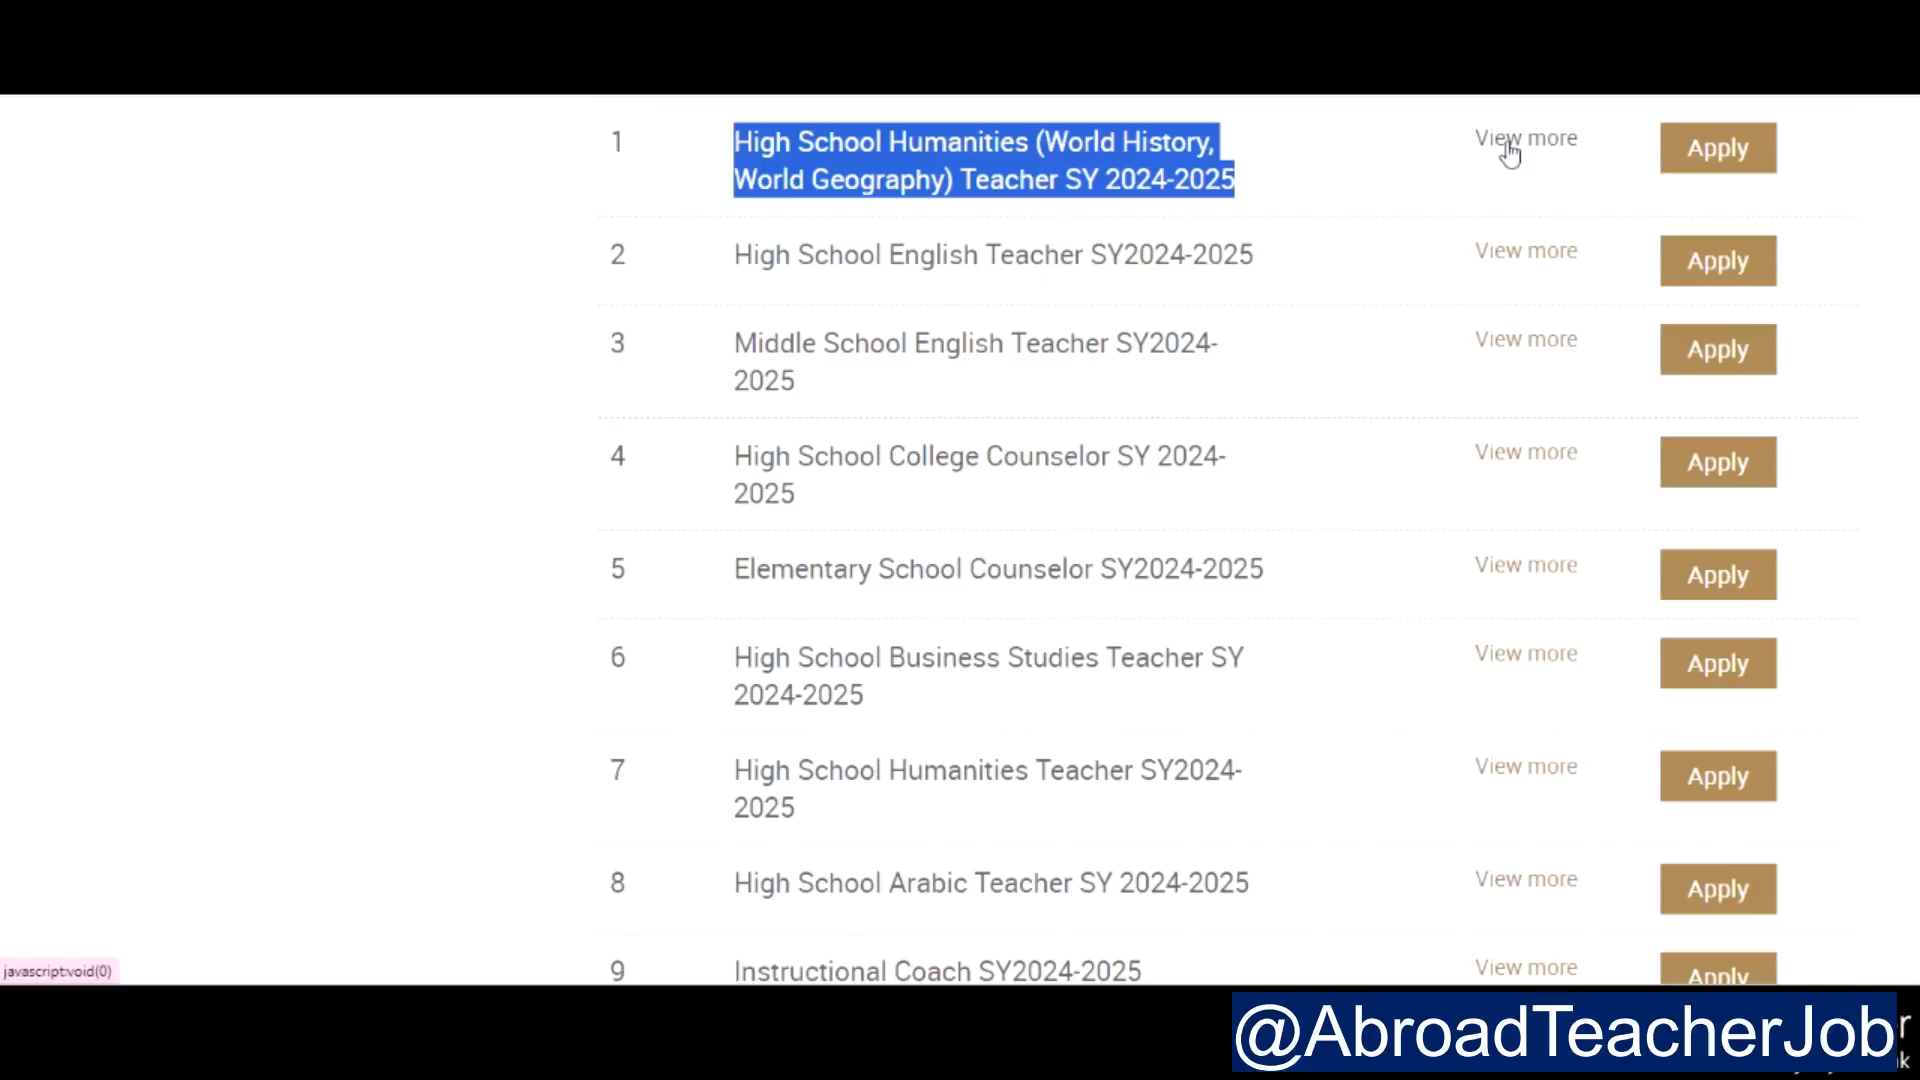 1 High School Humanities (World History, View more Apply
World Geography) Teacher SY 2024-2025
2 High School English Teacher SY2024-2025 View more Apply
3 Middle School English Teacher SY2024- View more Apply
2025
4 High School College Counselor SY 2024- View more Apply
2025
5 Elementary School Counselor SY2024-2025 View more Apply
6 High School Business Studies Teacher SY View more Apply
2024-2025
7 High School Humanities Teacher SY2024- View more Apply
2025
8 High School Arabic Teacher SY 2024-2025 View more Apply
9 Instructional Coach SY2024-2025 View more Apply
javascript:void(0)
@AbroadTeacherJob